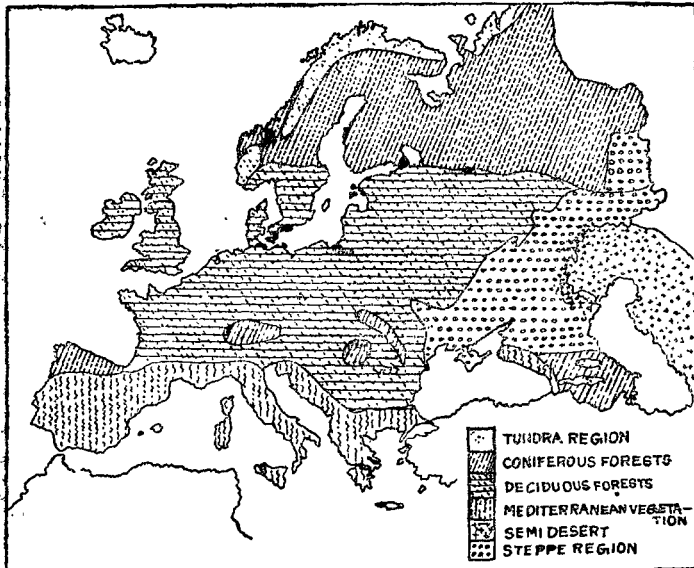 TUNDRA REGION
CONIFEROUS FORESTS
DECIDUOUS FORESTS
MEDITERRANEAN VEGETA-
TION
SEMI DESERT
STEPPE REGION